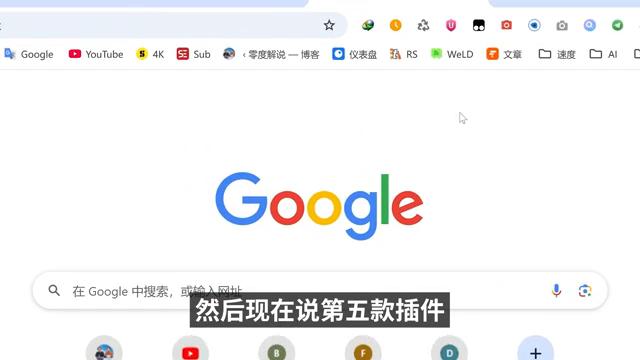 Google YouTube 4K Sub ‹ 零度解说 — 博客 仪表盘 RS WeLD 文章 速度 AI
Google
在 Google 中搜索，或输入网址
然后现在说第五款插件
B F D